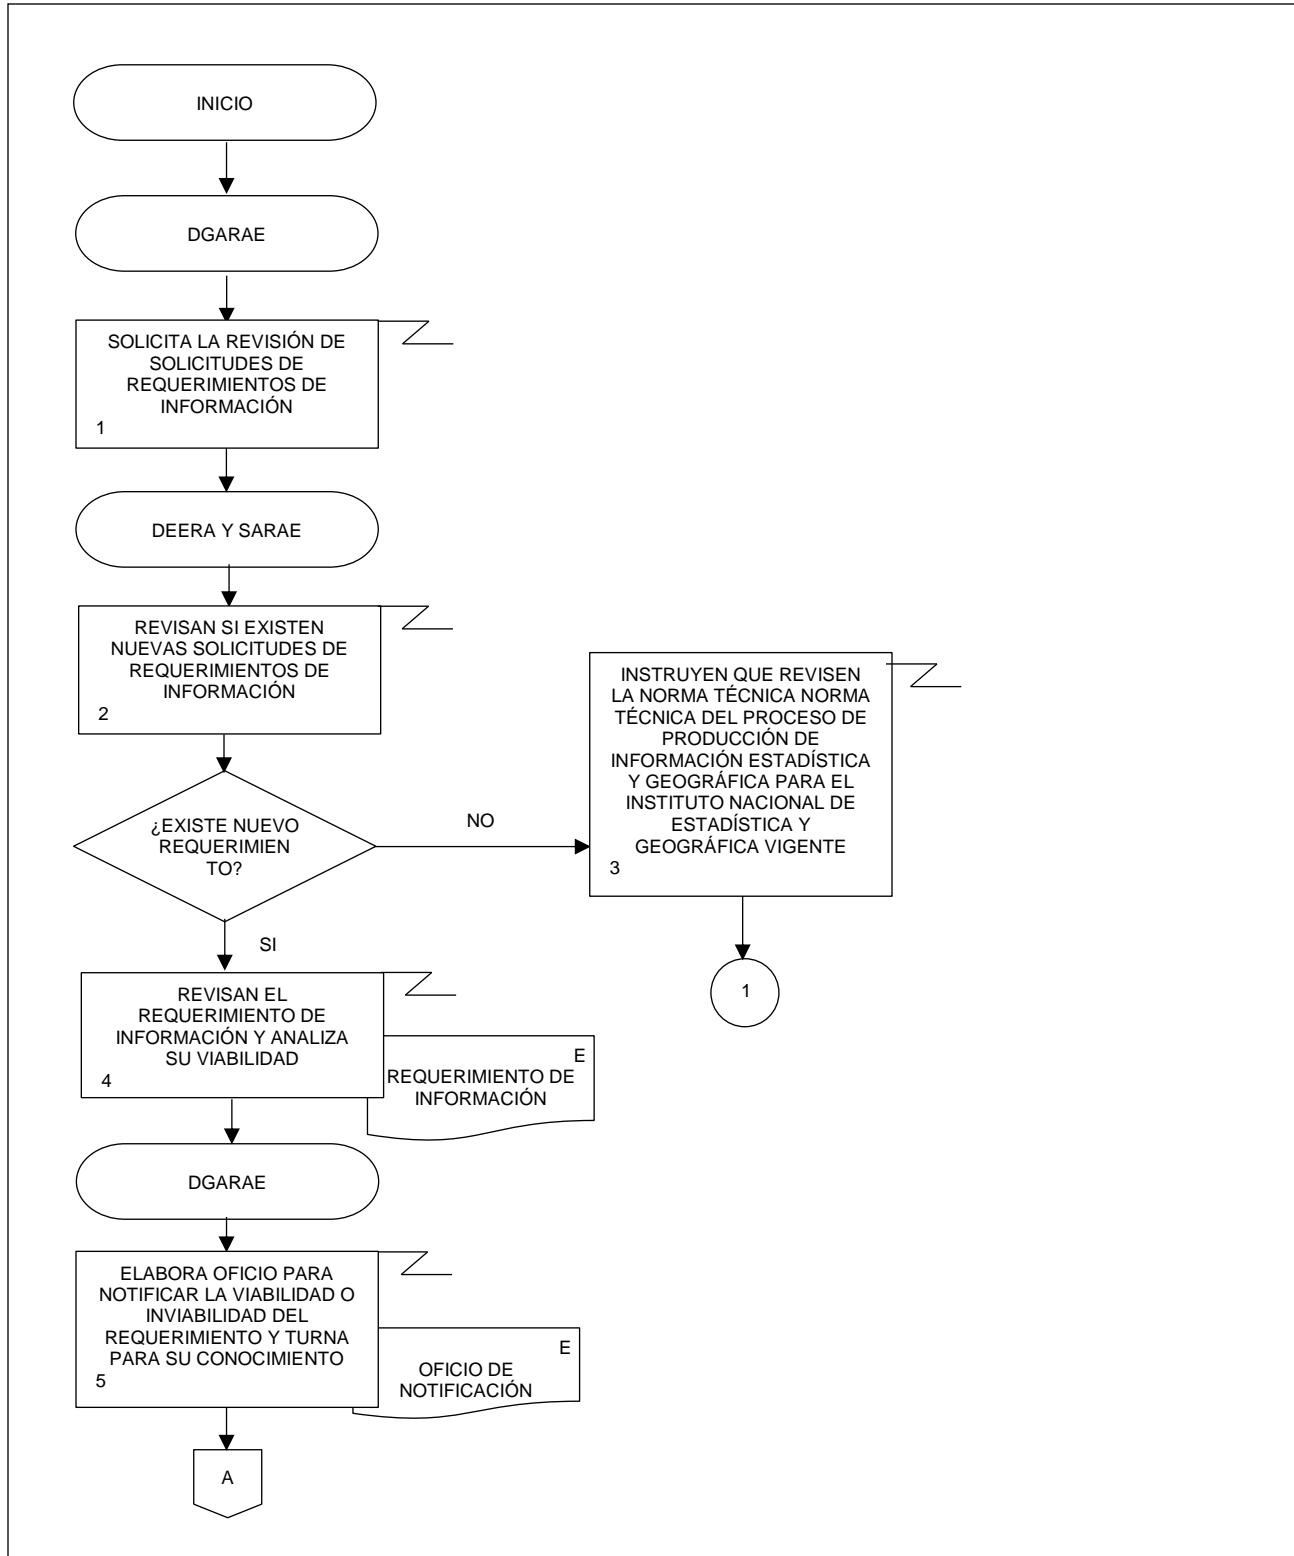 INICIO
DGARAE
SOLICITA LA REVISIÓN DE
SOLICITUDES DE
REQUERIMIENTOS DE
INFORMACIÓN
1
DEERA Y SARAE
REVISAN SI EXISTEN
NUEVAS SOLICITUDES DE
REQUERIMIENTOS DE
INFORMACIÓN
2
¿EXISTE NUEVO
REQUERIMIEN
TO?
NO
INSTRUYEN QUE REVISEN
LA NORMA TÉCNICA NORMA
TÉCNICA DEL PROCESO DE
PRODUCCIÓN DE
INFORMACIÓN ESTADÍSTICA
Y GEOGRÁFICA PARA EL
INSTITUTO NACIONAL DE
ESTADÍSTICA Y
GEOGRÁFICA VIGENTE
3
1
SI
REVISAN EL
REQUERIMIENTO DE
INFORMACIÓN Y ANALIZA
SU VIABILIDAD
4
E
REQUERIMIENTO DE
INFORMACIÓN
DGARAE
ELABORA OFICIO PARA
NOTIFICAR LA VIABILIDAD O
INVIABILIDAD DEL
REQUERIMIENTO Y TURNA
PARA SU CONOCIMIENTO
5
E
OFICIO DE
NOTIFICACIÓN
A